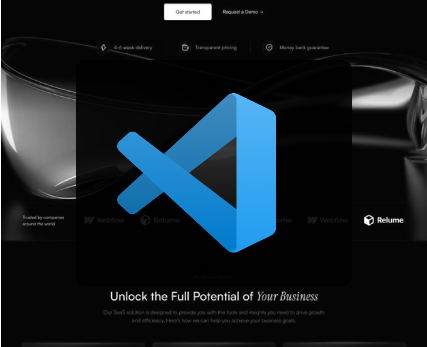 Get started Request a Demo
4-6 week delivery Transparent pricing Money back guarantee
Trusted by companies
around the world
Webflow Relume Webflow Relume
Unlock the Full Potential of Your Business
Our SaaS solution is designed to provide you with the tools and insights you need to drive growth
and efficiency. Here's how we can help you achieve your business goals.